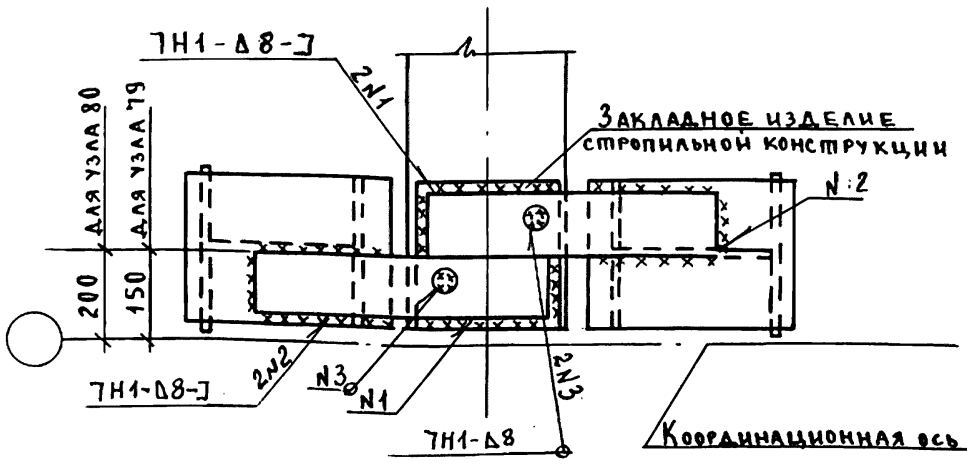 7Н1-Δ8-⊐
2N1
ДЛЯ УЗЛА 80
ДЛЯ УЗЛА 79
ЗАКЛАДНОЕ ИЗДЕЛИЕ
СТРОПИЛЬНОЙ КОНСТРУКЦИИ
N:2
200
150
2N2
7Н1-Δ8-⊐
N3
N1
2N3
7Н1-Δ8
КООРДИНАЦИОННАЯ ОСЬ